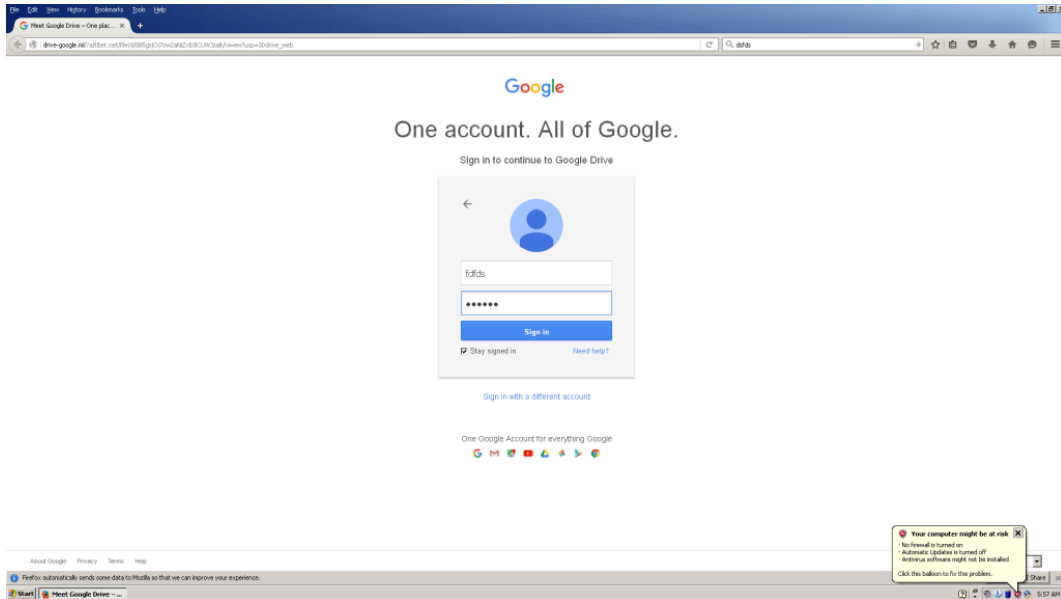 File Edit View History Bookmarks Tools Help
Meet Google Drive – One plac... × +
dsfds
Google
One account. All of Google.
Sign in to continue to Google Drive
fdfds
Sign in
Stay signed in Need help?
Sign in with a different account
One Google Account for everything Google
Your computer might be at risk
- No firewall is turned on
- Automatic Updates is turned off
- Antivirus software might not be installed
Click this balloon to fix this problem.
About Google Privacy Terms Help
Firefox automatically sends some data to Mozilla so that we can improve your experience.
Share
Start Meet Google Drive – ...
5:57 AM